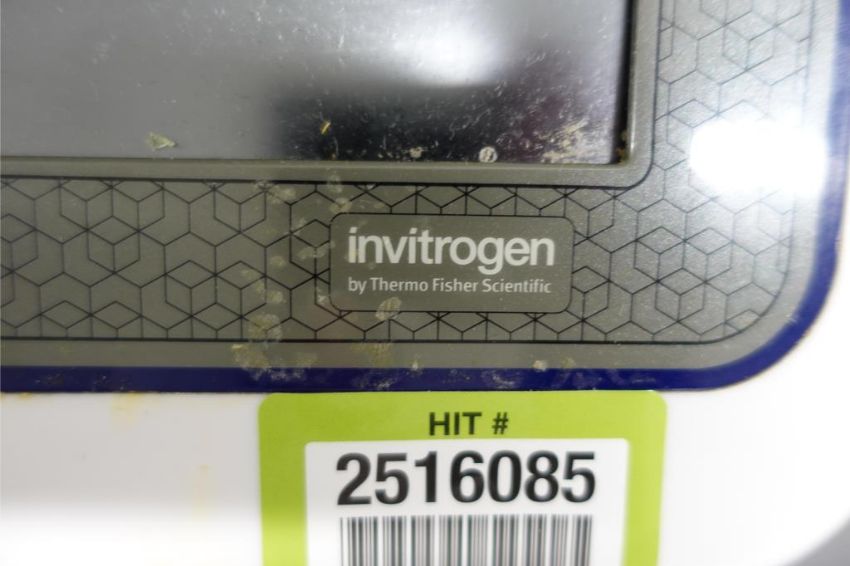 invitrogen
by Thermo Fisher Scientific
HIT #
2516085